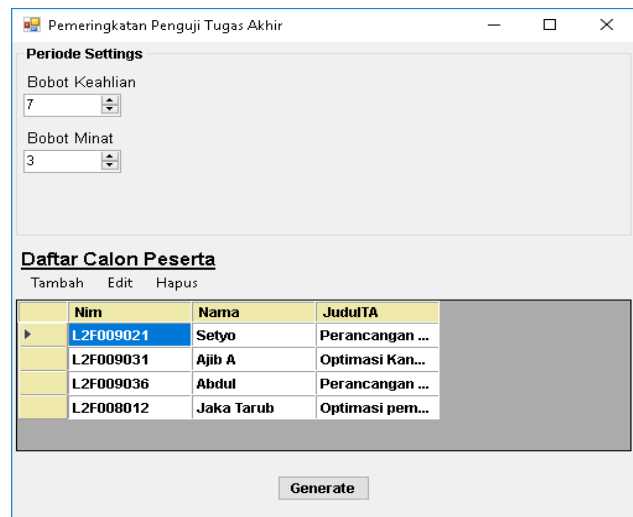 Pemeringkatan Penguji Tugas Akhir
Periode Settings
Bobot Keahlian
7
Bobot Minat
3
Daftar Calon Peserta
Tambah Edit Hapus
Nim Nama JudulTA
L2F009021 Setyo Perancangan ...
L2F009031 Ajib A Optimasi Kan...
L2F009036 Abdul Perancangan ...
L2F008012 Jaka Tarub Optimasi pem...
Generate